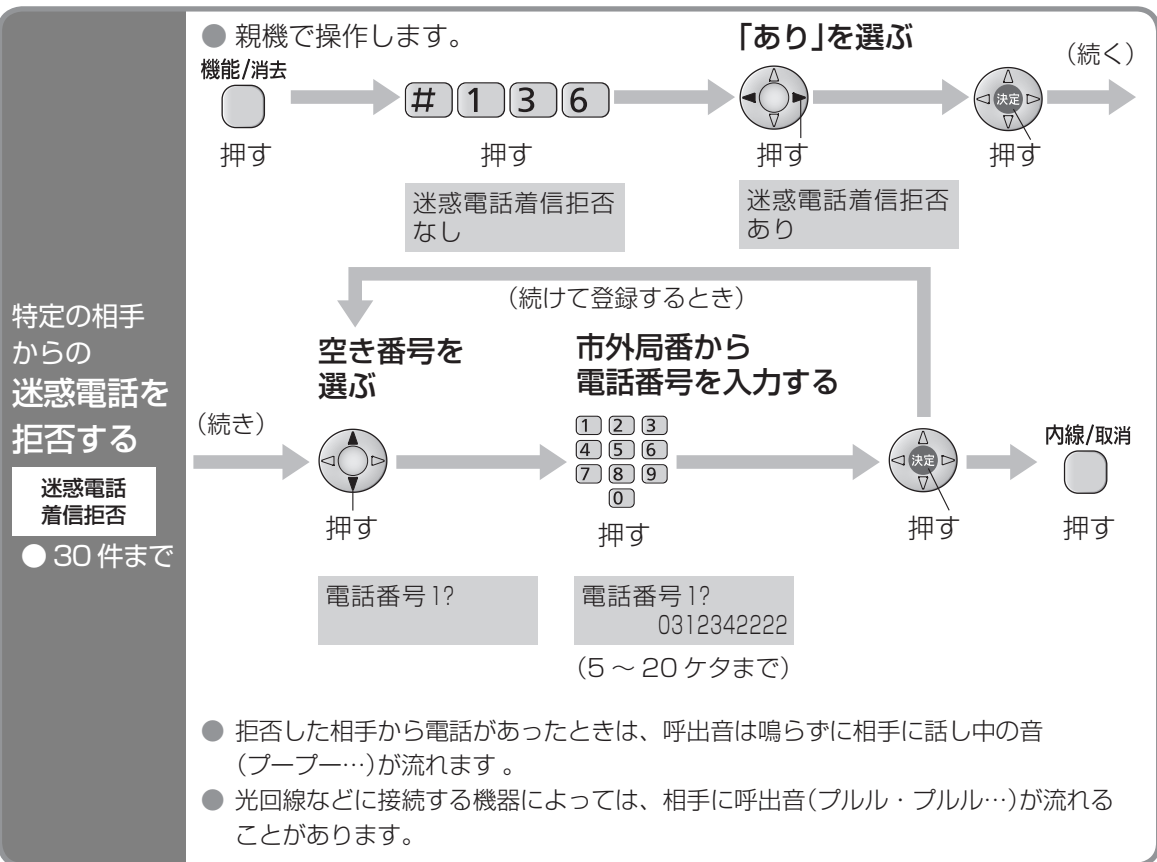 特定の相手
からの
迷惑電話を
拒否する
迷惑電話
着信拒否
● 30 件まで
● 親機で操作します。
機能/消去
押す
# 1 3 6
押す
「あり」を選ぶ
押す
決定
押す
(続く)
迷惑電話着信拒否
なし
迷惑電話着信拒否
あり
(続けて登録するとき)
(続き)
空き番号を
選ぶ
押す
市外局番から
電話番号を入力する
1 2 3
4 5 6
7 8 9
0
押す
決定
押す
内線/取消
押す
電話番号1?
電話番号1?
0312342222
(5 ~ 20 ケタまで)
● 拒否した相手から電話があったときは、呼出音は鳴らずに相手に話し中の音
(プープー…)が流れます。
● 光回線などに接続する機器によっては、相手に呼出音(プルル・プルル…)が流れる
ことがあります。